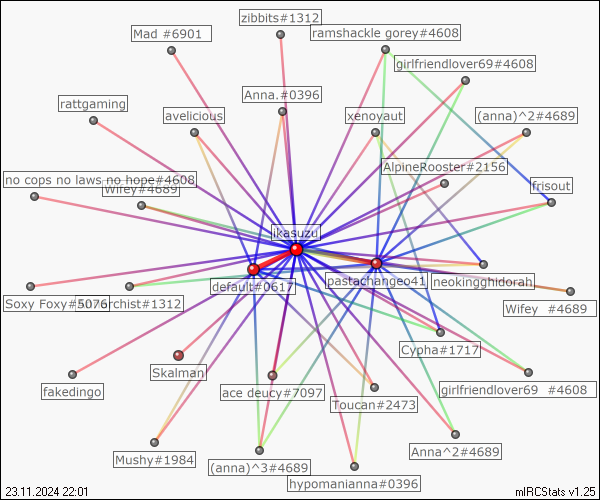 zibbits#1312
Mad #6901
ramshackle gorey#4608
girlfriendlover69#4608
Anna.#0396
rattgaming
avelicious
xenoyaut
(anna)^2#4689
AlpineRooster#2156
no cops no laws no hope#4608
Wifey#4689
frisout
ikasuzu
default#0617
pastachangeo41
neokingghidorah
Soxy Foxy#5076
#1312
Wifey #4689
Cypha#1717
Skalman
fakedingo
ace deucy#7097
Toucan#2473
girlfriendlover69 #4608
Mushy#1984
(anna)^3#4689
Anna^2#4689
hypomanianna#0396
23.11.2024 22:01
mIRCStats v1.25